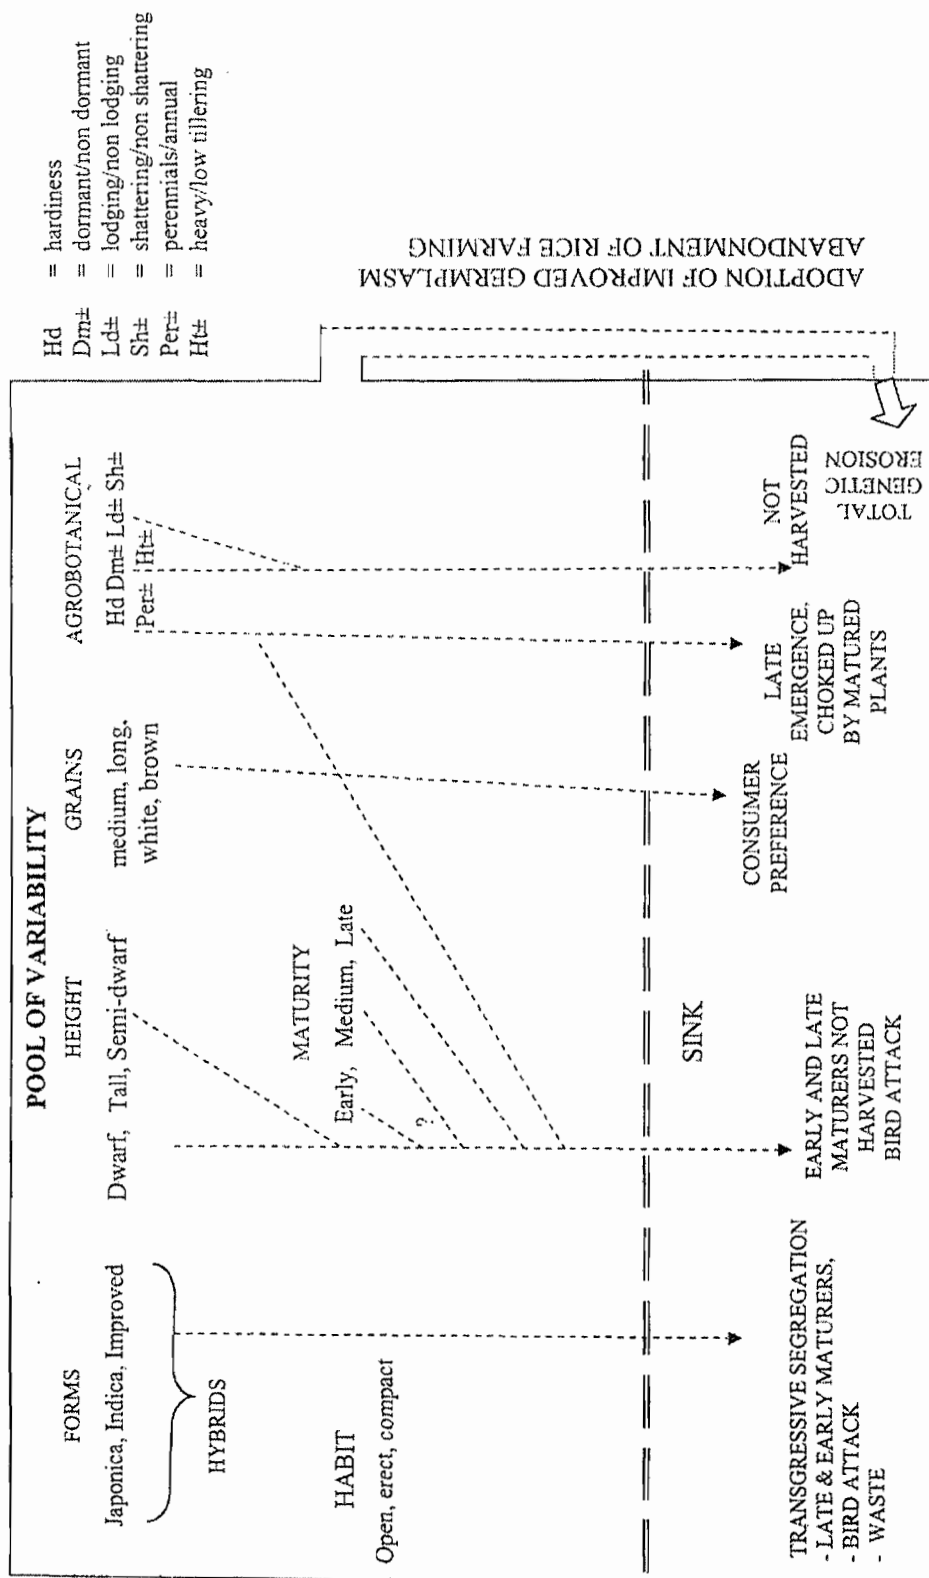 POOL OF VARIABILITY
FORMS
Japonica, Indica, Improved
HYBRIDS
HABIT
Open, erect, compact
HEIGHT
Dwarf, Tall, Semi-dwarf
MATURITY
Early, Medium, Late
?
GRAINS
medium, long,
white, brown
AGROBOTANICAL
Hd Dm± Ld± Sh±
Per± Ht±
SINK
TRANSGRESSIVE SEGREGATION
- LATE & EARLY MATURERS,
- BIRD ATTACK
- WASTE
EARLY AND LATE
MATURERS NOT
HARVESTED
BIRD ATTACK
CONSUMER
PREFERENCE
LATE
EMERGENCE,
CHOKED UP
BY MATURED
PLANTS
NOT
HARVESTED
TOTAL
GENETIC
EROSION
ADOPTION OF IMPROVED GERMPLASM
ABANDONMENT OF RICE FARMING
Hd = hardiness
Dm± = dormant/non dormant
Ld± = lodging/non lodging
Sh± = shattering/non shattering
Per± = perennials/annual
Ht± = heavy/low tillering